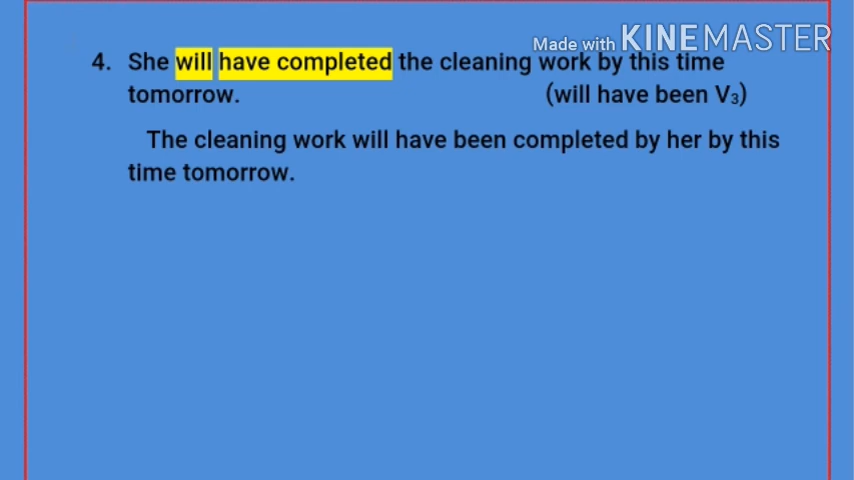 Made with KINEMASTER
4. She will have completed the cleaning work by this time
tomorrow. (will have been V₃)
The cleaning work will have been completed by her by this
time tomorrow.